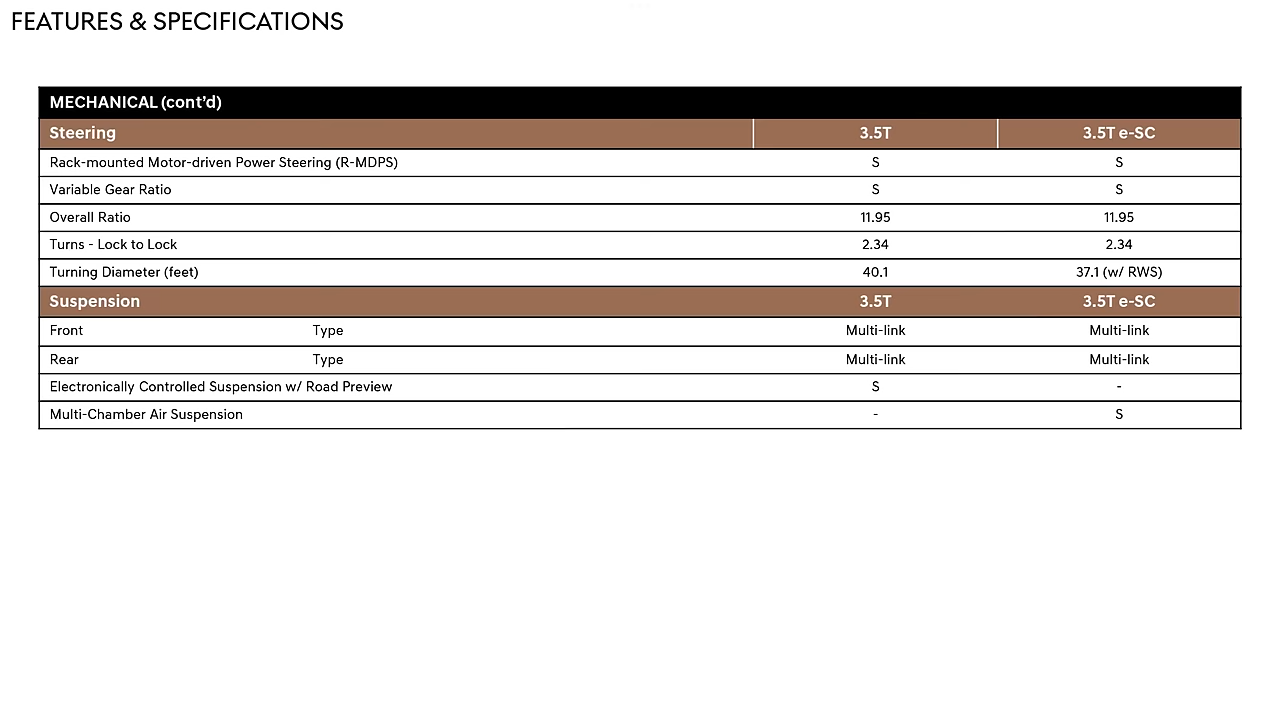 FEATURES & SPECIFICATIONS
MECHANICAL (cont’d)
Steering 3.5T 3.5T e-SC
Rack-mounted Motor-driven Power Steering (R-MDPS) S S
Variable Gear Ratio S S
Overall Ratio 11.95 11.95
Turns - Lock to Lock 2.34 2.34
Turning Diameter (feet) 40.1 37.1 (w/ RWS)
Suspension 3.5T 3.5T e-SC
Front Type Multi-link Multi-link
Rear Type Multi-link Multi-link
Electronically Controlled Suspension w/ Road Preview S -
Multi-Chamber Air Suspension - S